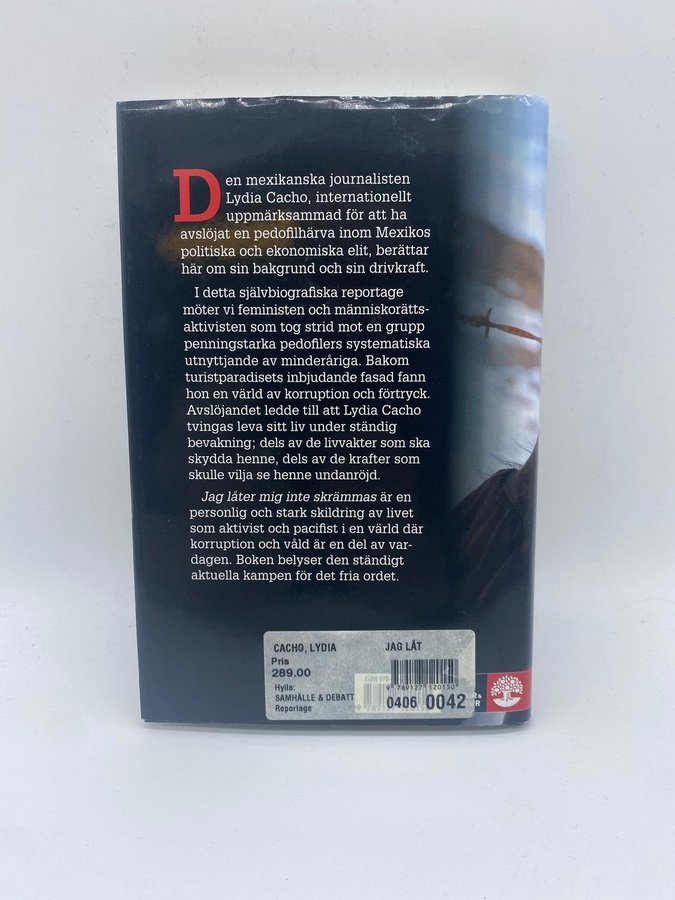 Den mexikanska journalisten
Lydia Cacho, internationellt
uppmärksammad för att ha
avslöjat en pedofilhärva inom Mexikos
politiska och ekonomiska elit, berättar
här om sin bakgrund och sin drivkraft.
I detta självbiografiska reportage
möter vi feministen och människorätts-
aktivisten som tog strid mot en grupp
penningstarka pedofilers systematiska
utnyttjande av minderåriga. Bakom
turistparadisets inbjudande fasad fann
hon en värld av korruption och förtryck.
Avslöjandet ledde till att Lydia Cacho
tvingas leva sitt liv under ständig
bevakning; dels av de livvakter som ska
skydda henne, dels av de krafter som
skulle vilja se henne undanröjd.
Jag låter mig inte skrämmas är en
personlig och stark skildring av livet
som aktivist och pacifist i en värld där
korruption och våld är en del av var-
dagen. Boken belyser den ständigt
aktuella kampen för det fria ordet.
CACHO, LYDIA JAG LÅT
Pris
289.00
Hylla:
SAMHÄLLE & DEBATT
Reportage
ISBN 978-
9 789127 120150
0406 0042